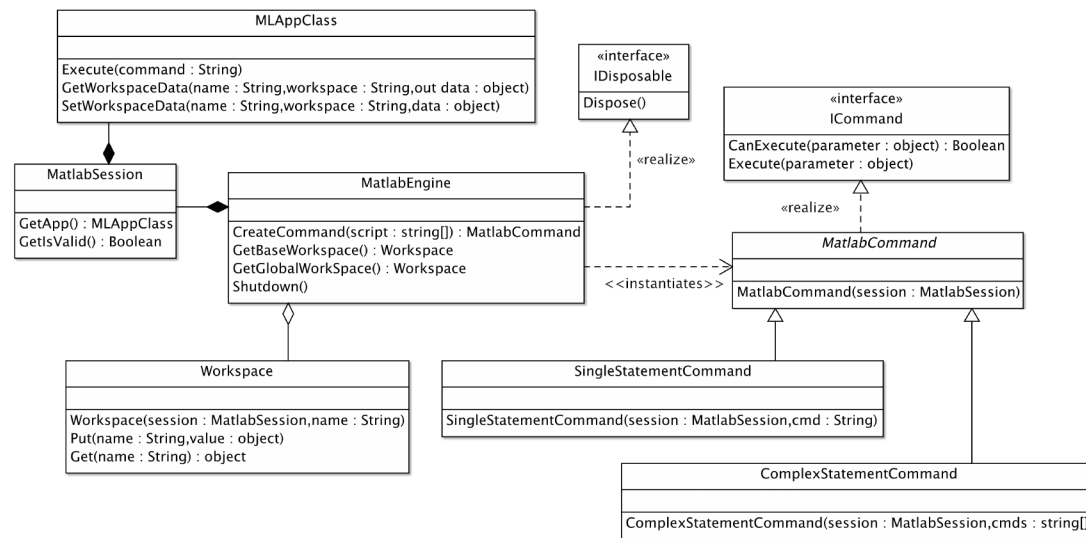 MLAppClass
Execute(command : String)
GetWorkspaceData(name : String,workspace : String,out data : object)
SetWorkspaceData(name : String,workspace : String,data : object)
«interface»
IDisposable
Dispose()
«interface»
ICommand
CanExecute(parameter : object) : Boolean
Execute(parameter : object)
«realize»
«realize»
MatlabSession
GetApp() : MLAppClass
GetIsValid() : Boolean
MatlabEngine
CreateCommand(script : string[]) : MatlabCommand
GetBaseWorkspace() : Workspace
GetGlobalWorkSpace() : Workspace
Shutdown()
<<instantiates>>
MatlabCommand
MatlabCommand(session : MatlabSession)
Workspace
Workspace(session : MatlabSession,name : String)
Put(name : String,value : object)
Get(name : String) : object
SingleStatementCommand
SingleStatementCommand(session : MatlabSession,cmd : String)
ComplexStatementCommand
ComplexStatementCommand(session : MatlabSession,cmds : string[]